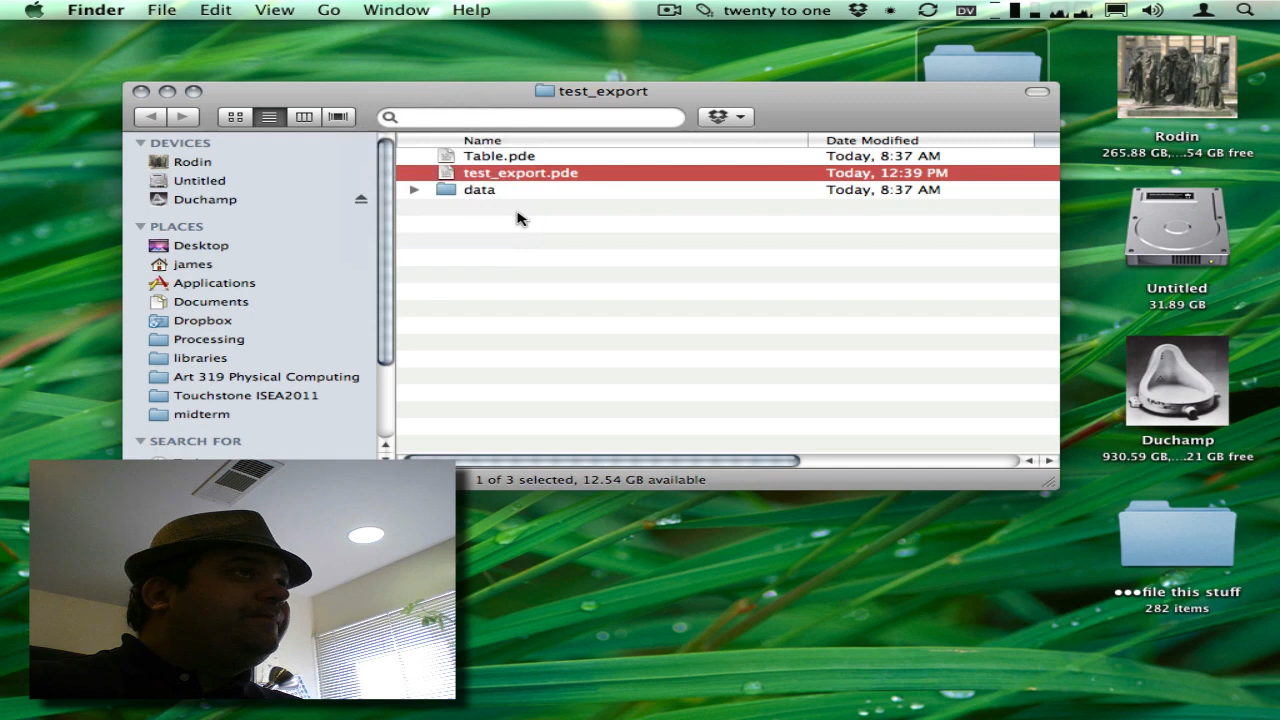 Finder File Edit View Go Window Help DV twenty to one
test_export
Name Date Modified
Table.pde Today, 8:37 AM
test_export.pde Today, 12:39 PM
data Today, 8:37 AM
DEVICES
Rodin
Untitled
Duchamp
PLACES
Desktop
james
Applications
Documents
Dropbox
Processing
libraries
Art 319 Physical Computing
Touchstone ISEA2011
midterm
SEARCH FOR
1 of 3 selected, 12.54 GB available
Rodin
265.88 GB,....54 GB free
Untitled
31.89 GB
Duchamp
930.59 GB,....21 GB free
•••file this stuff
282 items